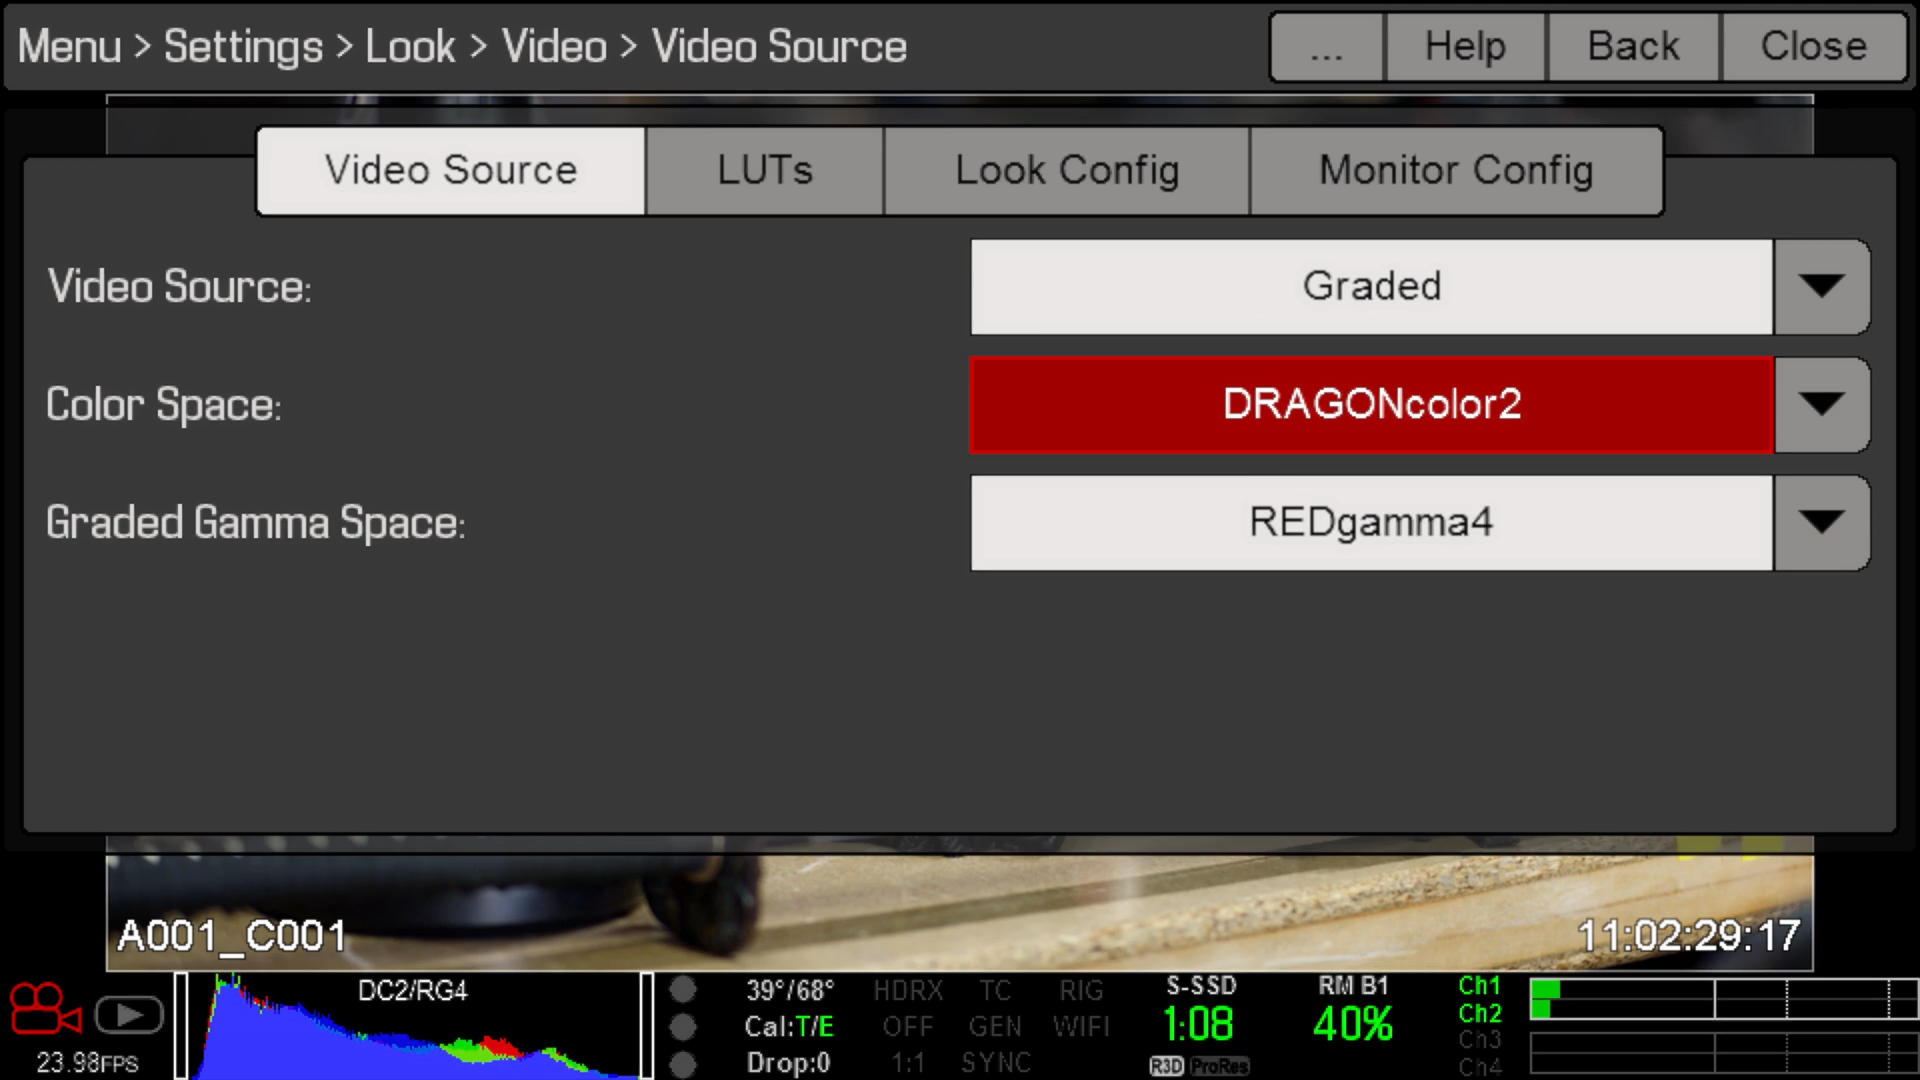 Menu > Settings > Look > Video > Video Source
... Help Back Close
Video Source LUTs Look Config Monitor Config
Video Source: Graded
Color Space: DRAGONcolor2
Graded Gamma Space: REDgamma4
A001_C001 11:02:29:17
23.98FPS
DC2/RG4
39°/68° HDRX TC RIG
Cal:T/E OFF GEN WIFI
Drop:0 1:1 SYNC
S-SSD
1:08
R3D ProRes
RM B1
40%
Ch1
Ch2
Ch3
Ch4